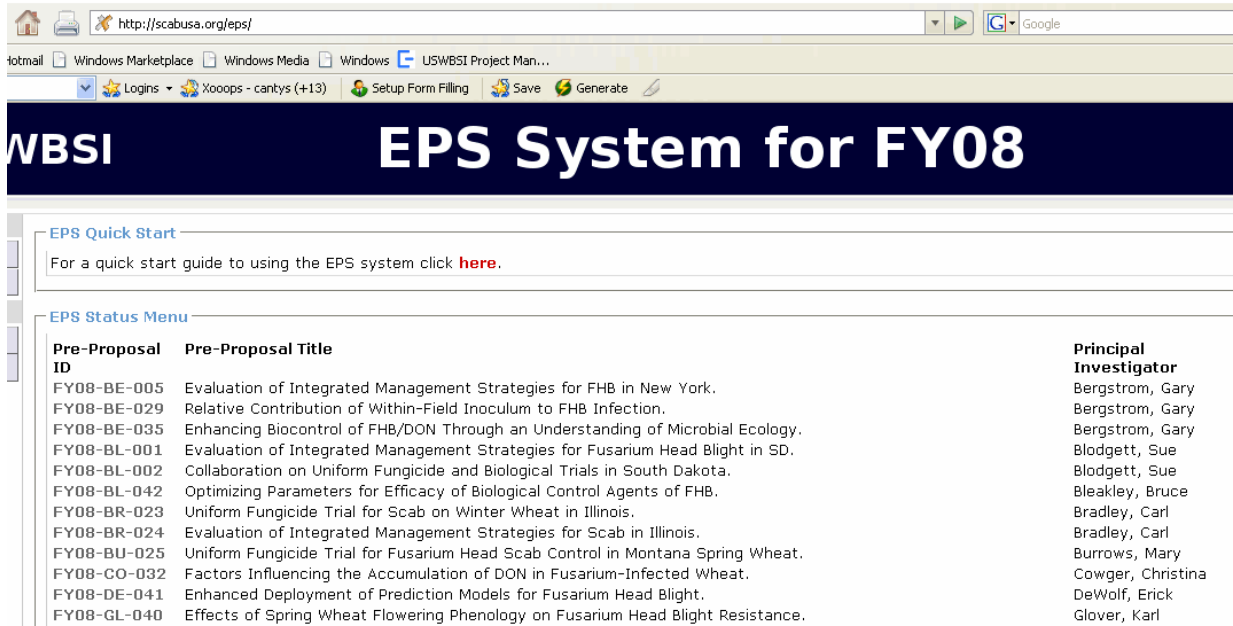 http://scabusa.org/eps/ G Google
Hotmail Windows Marketplace Windows Media Windows USWBSI Project Man...
Logins Xooops - cantys (+13) Setup Form Filling Save Generate
WBSI EPS System for FY08
EPS Quick Start
For a quick start guide to using the EPS system click here.
EPS Status Menu
Pre-Proposal Pre-Proposal Title Principal
ID Investigator
FY08-BE-005 Evaluation of Integrated Management Strategies for FHB in New York. Bergstrom, Gary
FY08-BE-029 Relative Contribution of Within-Field Inoculum to FHB Infection. Bergstrom, Gary
FY08-BE-035 Enhancing Biocontrol of FHB/DON Through an Understanding of Microbial Ecology. Bergstrom, Gary
FY08-BL-001 Evaluation of Integrated Management Strategies for Fusarium Head Blight in SD. Blodgett, Sue
FY08-BL-002 Collaboration on Uniform Fungicide and Biological Trials in South Dakota. Blodgett, Sue
FY08-BL-042 Optimizing Parameters for Efficacy of Biological Control Agents of FHB. Bleakley, Bruce
FY08-BR-023 Uniform Fungicide Trial for Scab on Winter Wheat in Illinois. Bradley, Carl
FY08-BR-024 Evaluation of Integrated Management Strategies for Scab in Illinois. Bradley, Carl
FY08-BU-025 Uniform Fungicide Trial for Fusarium Head Scab Control in Montana Spring Wheat. Burrows, Mary
FY08-CO-032 Factors Influencing the Accumulation of DON in Fusarium-Infected Wheat. Cowger, Christina
FY08-DE-041 Enhanced Deployment of Prediction Models for Fusarium Head Blight. DeWolf, Erick
FY08-GL-040 Effects of Spring Wheat Flowering Phenology on Fusarium Head Blight Resistance. Glover, Karl